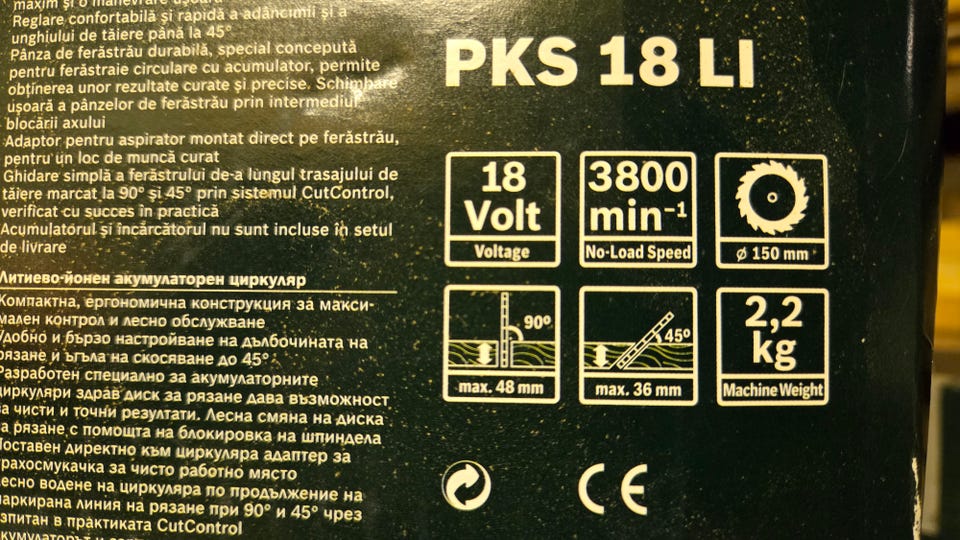 maxim și o manevrare ușoară
Reglare confortabilă și rapidă a adâncimii și a
unghiului de tăiere până la 45°
Pânza de ferăstrău durabilă, special concepută
pentru ferăstraie circulare cu acumulator, permite
obținerea unor rezultate curate și precise. Schimbare
ușoară a pânzelor de ferăstrău prin intermediul
blocării axului
Adaptor pentru aspirator montat direct pe ferăstrău,
pentru un loc de muncă curat
Ghidare simplă a ferăstrului de-a lungul trasajului de
tăiere marcat la 90° și 45° prin sistemul CutControl,
verificat cu succes în practică
Acumulatorul și încărcătorul nu sunt incluse în setul
de livrare
Литиево-йонен акумулаторен циркуляр
Компактна, ергономична конструкция за макси-
мален контрол и лесно обслужване
Удобно и бързо настройване на дълбочината на
рязане и ъгъла на скосяване до 45°
Разработен специално за акумулаторните
циркуляри здрав диск за рязане дава възможност
за чисти и точни резултати. Лесна смяна на диска
за рязане с помощта на блокировка на шпиндела
Поставен директно към циркуляра адаптер за
прахосмукачка за чисто работно място
Лесно водене на циркуляра по продължение на
маркирана линия на рязане при 90° и 45° чрез
изпитан в практиката CutControl
PKS 18 LI
18
Volt
Voltage
3800
min⁻¹
No-Load Speed
ø 150 mm
90°
max. 48 mm
45°
max. 36 mm
2,2
kg
Machine Weight
CE